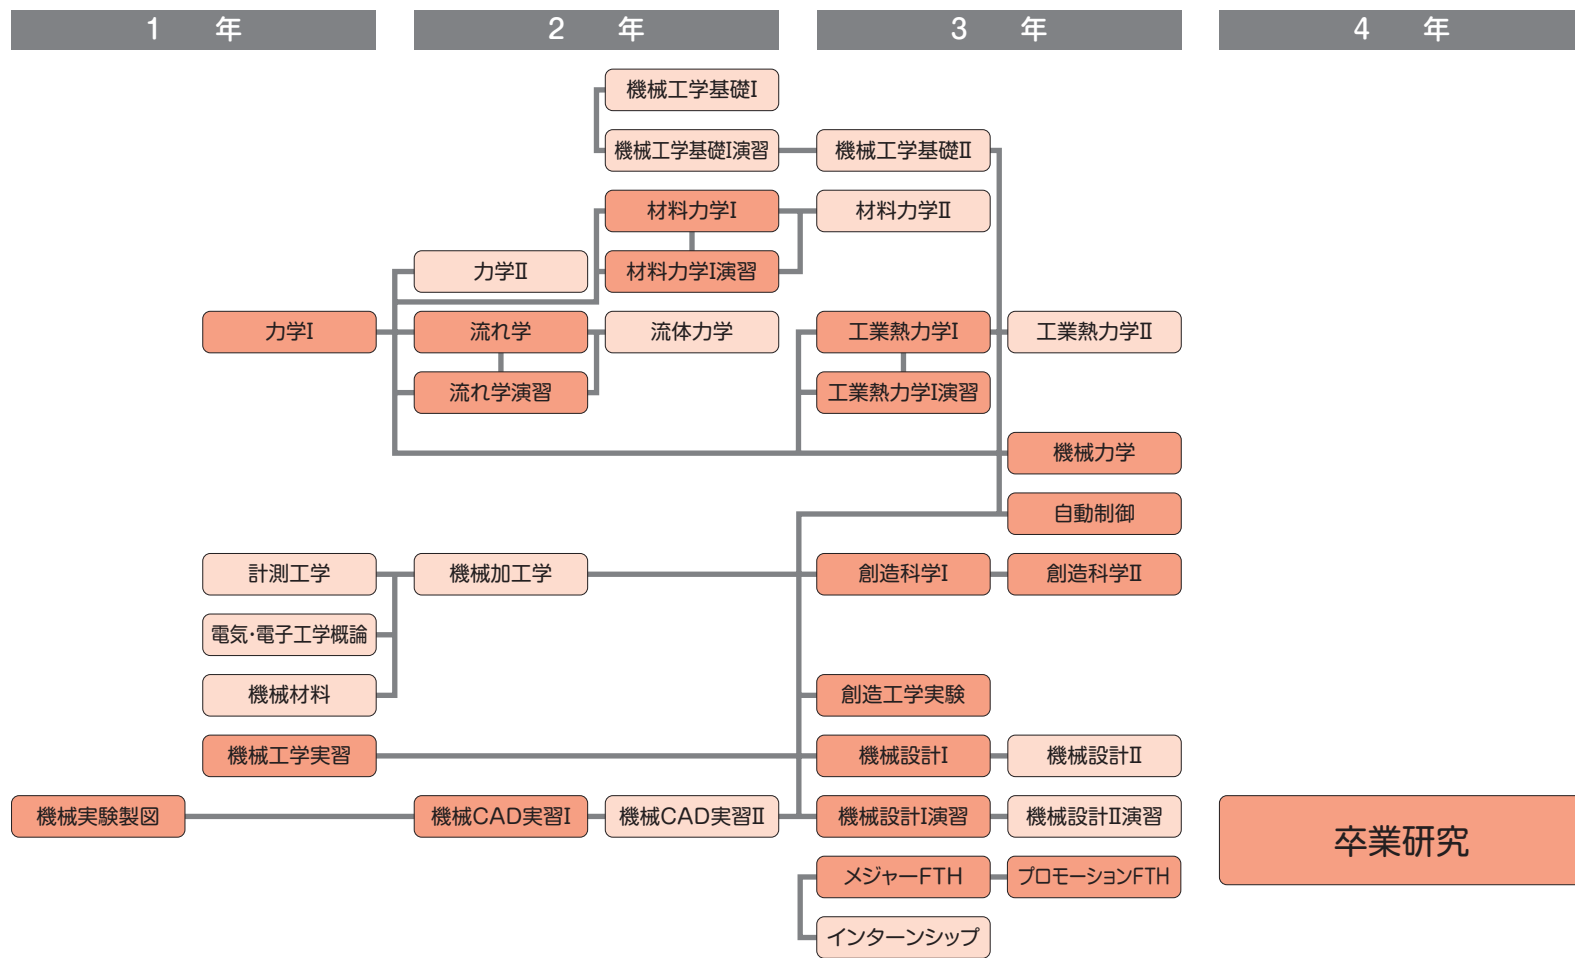 1 年
2 年
3 年
4 年
機械工学基礎Ⅰ
機械工学基礎Ⅰ演習
機械工学基礎Ⅱ
材料力学Ⅰ
材料力学Ⅱ
力学Ⅱ
材料力学Ⅰ演習
力学Ⅰ
流れ学
流体力学
工業熱力学Ⅰ
工業熱力学Ⅱ
流れ学演習
工業熱力学Ⅰ演習
機械力学
自動制御
計測工学
機械加工学
創造科学Ⅰ
創造科学Ⅱ
電気・電子工学概論
機械材料
創造工学実験
機械工学実習
機械設計Ⅰ
機械設計Ⅱ
機械実験製図
機械CAD実習Ⅰ
機械CAD実習Ⅱ
機械設計Ⅰ演習
機械設計Ⅱ演習
卒業研究
メジャーFTH
プロモーションFTH
インターンシップ